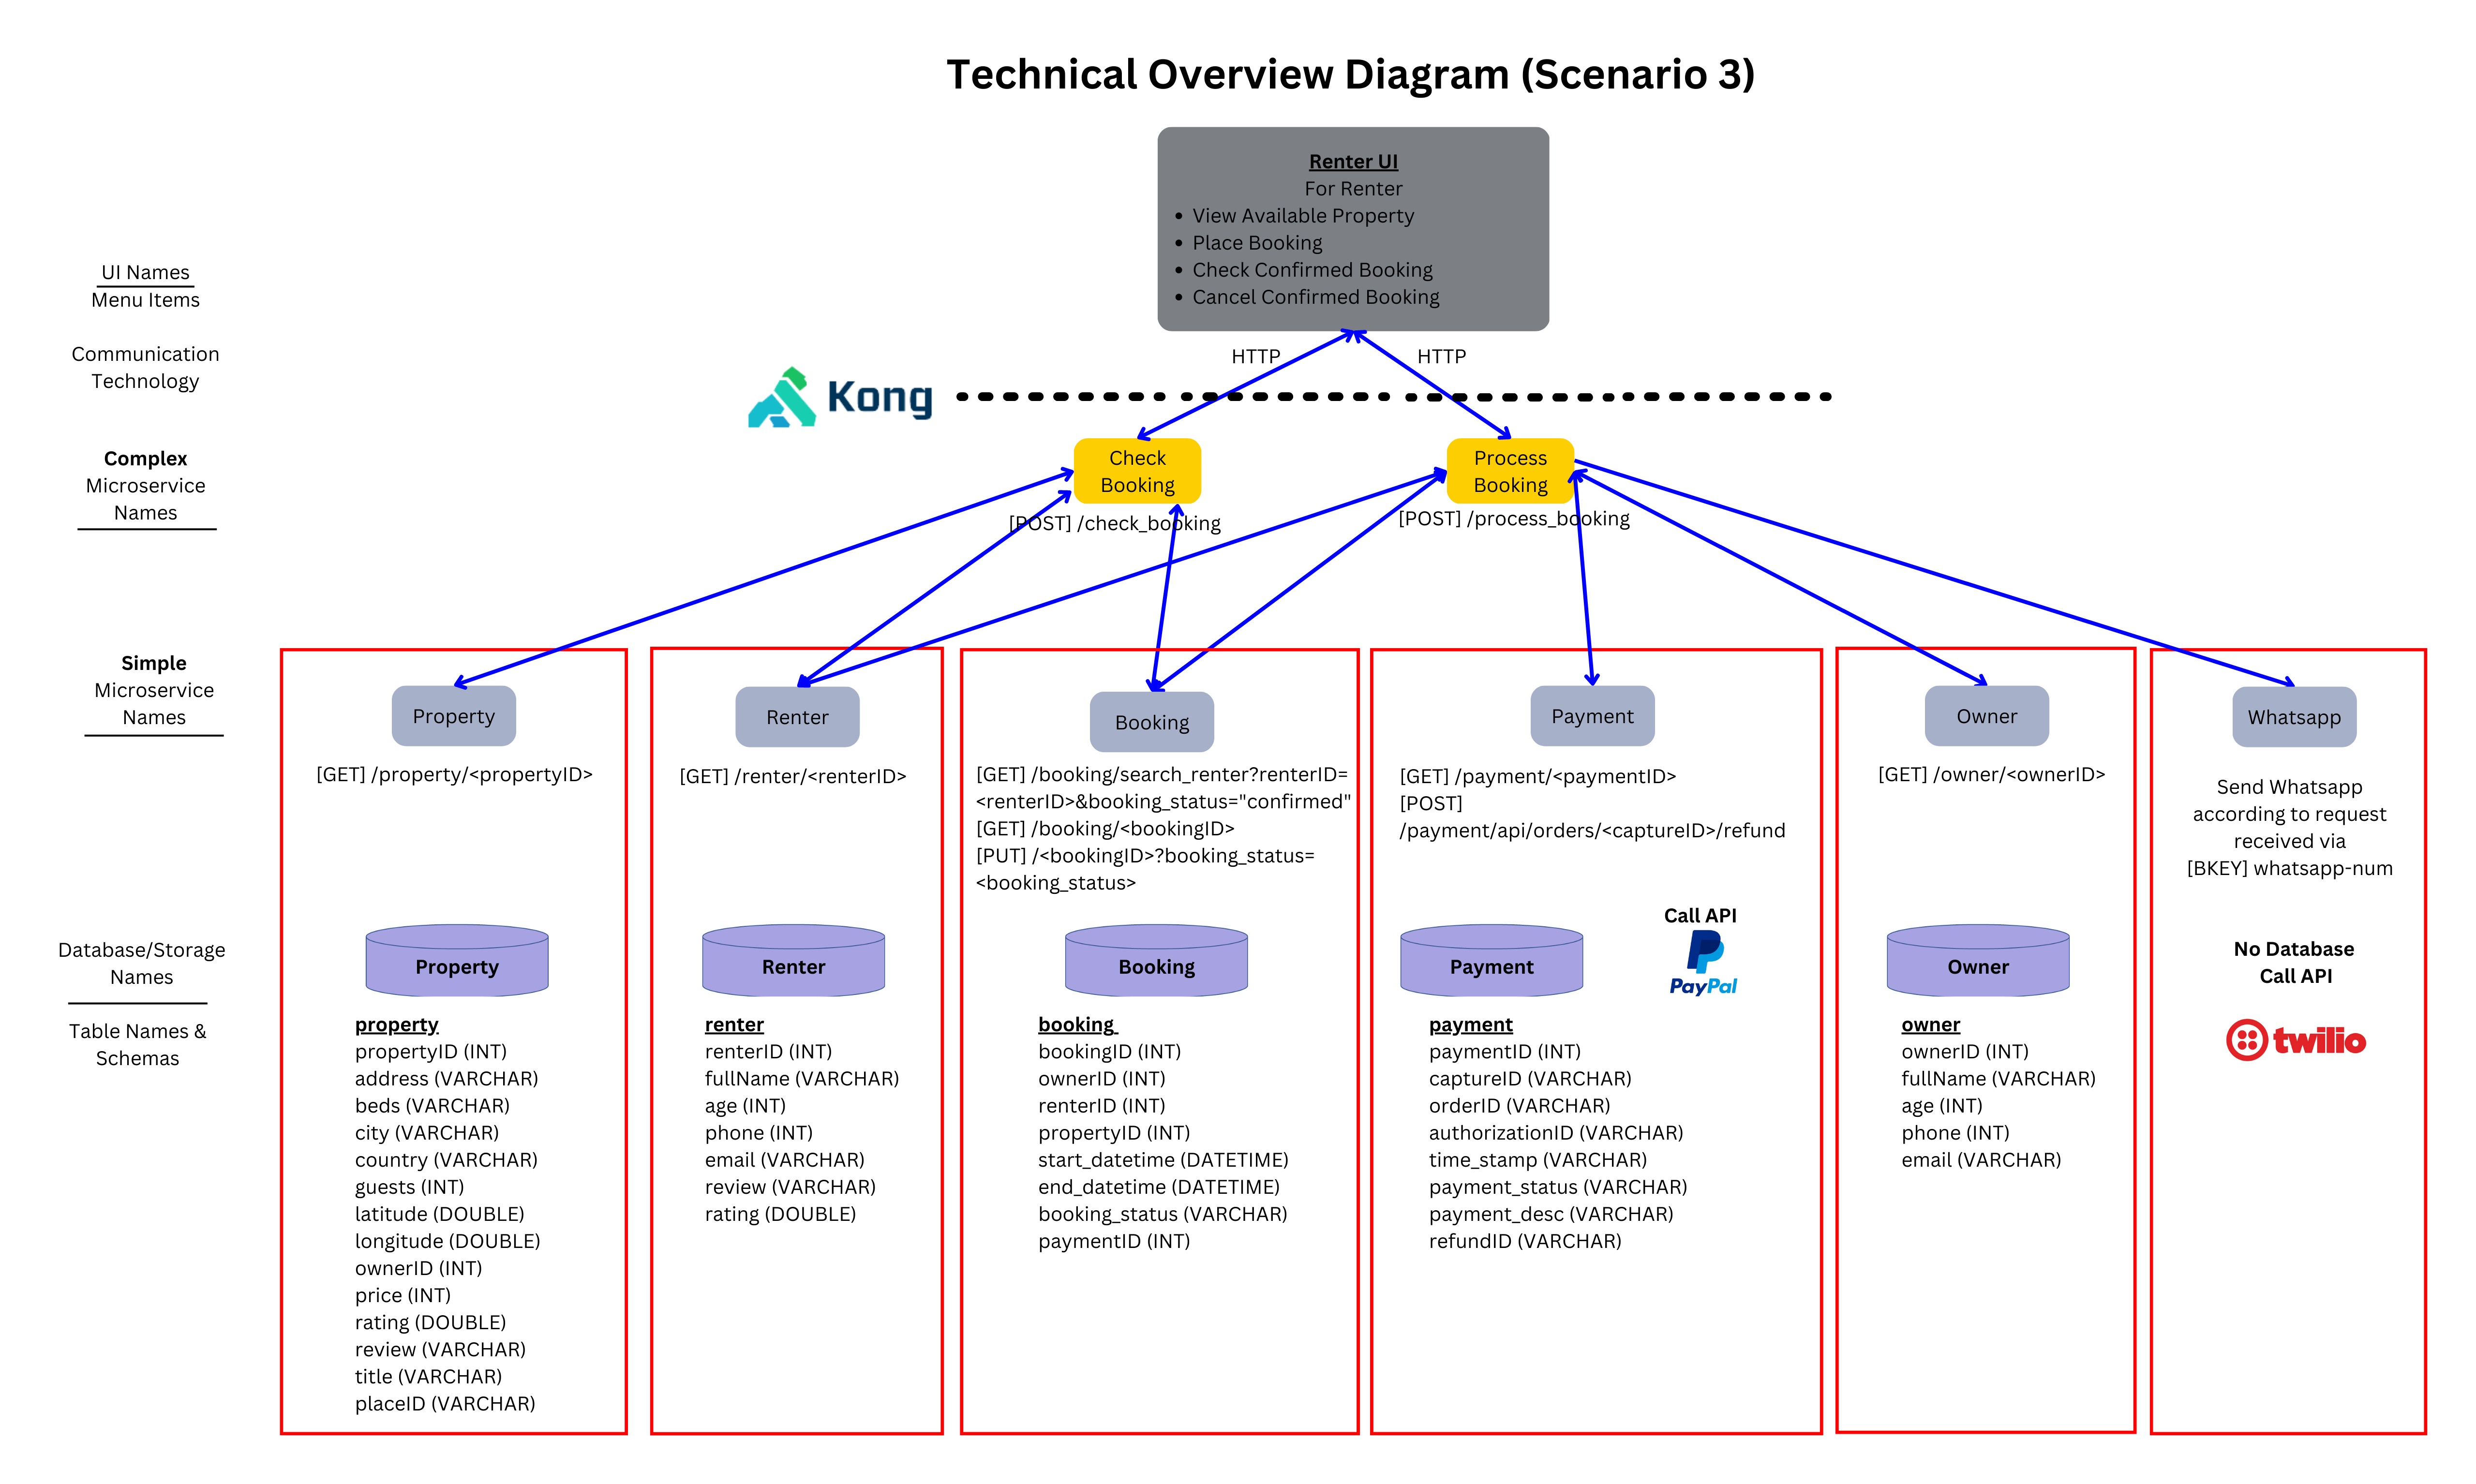 Technical Overview Diagram (Scenario 3)
Renter UI
For Renter
• View Available Property
• Place Booking
• Check Confirmed Booking
• Cancel Confirmed Booking
UI Names
Menu Items
Communication
Technology
HTTP
HTTP
Kong
Complex
Microservice
Names
Check
Booking
[POST] /check_booking
Process
Booking
[POST] /process_booking
Simple
Microservice
Names
Property
[GET] /property/<propertyID>
Renter
[GET] /renter/<renterID>
Booking
[GET] /booking/search_renter?renterID=
<renterID>&booking_status="confirmed"
[GET] /booking/<bookingID>
[PUT] /<bookingID>?booking_status=
<booking_status>
Payment
[GET] /payment/<paymentID>
[POST]
/payment/api/orders/<captureID>/refund
Owner
[GET] /owner/<ownerID>
Whatsapp
Send Whatsapp
according to request
received via
[BKEY] whatsapp-num
Database/Storage
Names
Table Names &
Schemas
Property
property
propertyID (INT)
address (VARCHAR)
beds (VARCHAR)
city (VARCHAR)
country (VARCHAR)
guests (INT)
latitude (DOUBLE)
longitude (DOUBLE)
ownerID (INT)
price (INT)
rating (DOUBLE)
review (VARCHAR)
title (VARCHAR)
placeID (VARCHAR)
Renter
renter
renterID (INT)
fullName (VARCHAR)
age (INT)
phone (INT)
email (VARCHAR)
review (VARCHAR)
rating (DOUBLE)
Booking
booking
bookingID (INT)
ownerID (INT)
renterID (INT)
propertyID (INT)
start_datetime (DATETIME)
end_datetime (DATETIME)
booking_status (VARCHAR)
paymentID (INT)
Payment
Call API
PayPal
payment
paymentID (INT)
captureID (VARCHAR)
orderID (VARCHAR)
authorizationID (VARCHAR)
time_stamp (VARCHAR)
payment_status (VARCHAR)
payment_desc (VARCHAR)
refundID (VARCHAR)
Owner
owner
ownerID (INT)
fullName (VARCHAR)
age (INT)
phone (INT)
email (VARCHAR)
No Database
Call API
twilio